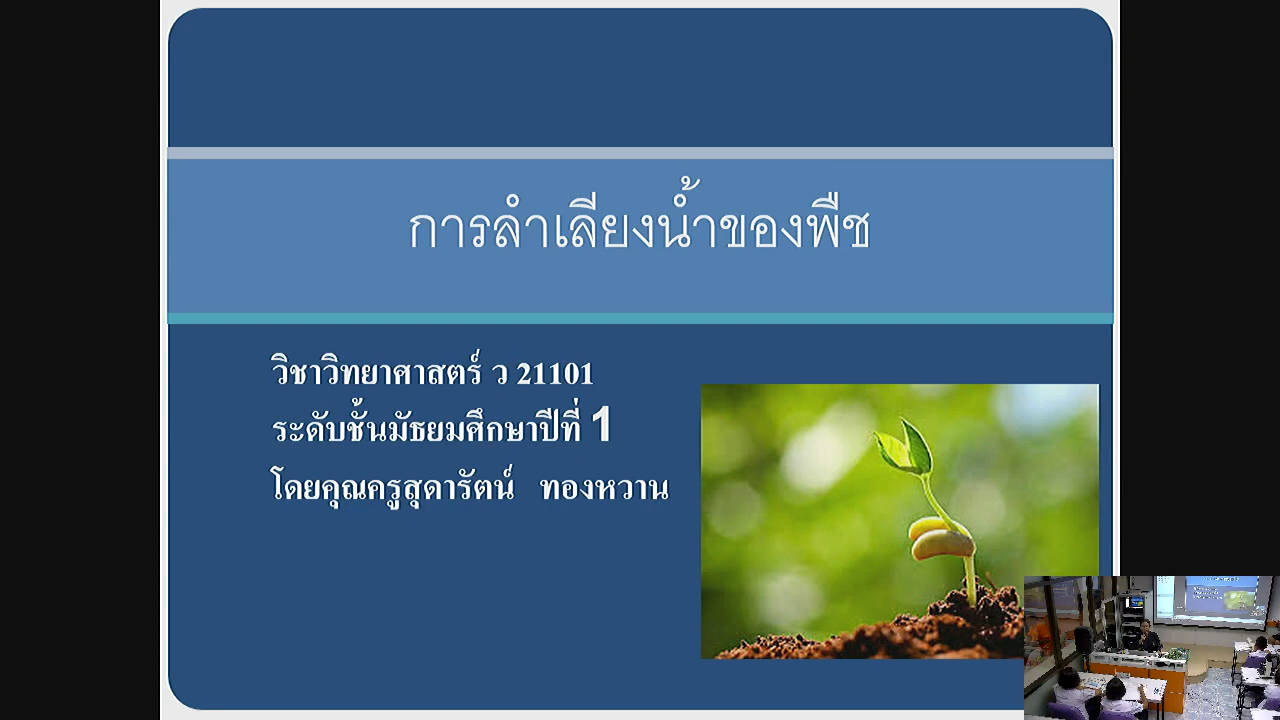 การลำเลียงน้ำของพืช
วิชาวิทยาศาสตร์ ว 21101
ระดับชั้นมัธยมศึกษาปีที่ 1
โดยคุณครูสุดารัตน์ ทองหวาน